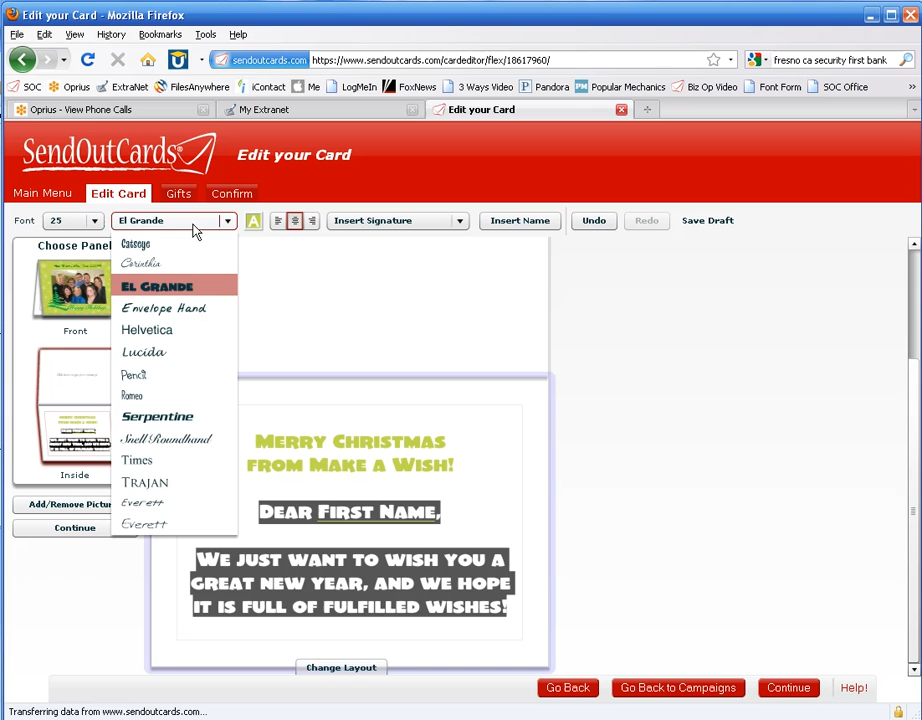 Edit your Card - Mozilla Firefox
File Edit View History Bookmarks Tools Help
sendoutcards.com https://www.sendoutcards.com/cardeditor/flex/18617960/ fresno ca security first bank
SOC Oprius ExtraNet FilesAnywhere iContact Me LogMeIn FoxNews 3 Ways Video Pandora Popular Mechanics Biz Op Video Font Form SOC Office
Oprius - View Phone Calls My Extranet Edit your Card
SendOutCards Edit your Card
Main Menu Edit Card Gifts Confirm
Font 25 El Grande A Insert Signature Insert Name Undo Redo Save Draft
Choose Panel
Catseye
Corinthia
El Grande
Envelope Hand
Helvetica
Front
Lucida
Pencil
Romeo
Serpentine
Snell Roundhand
Times
Inside
Trajan
Add/Remove Pictur
Everett
Continue
Everett
Merry Christmas
from Make a Wish!
Dear First Name,
We just want to wish you a
great new year, and we hope
it is full of fulfilled wishes!
Change Layout
Go Back Go Back to Campaigns Continue Help!
Transferring data from www.sendoutcards.com...